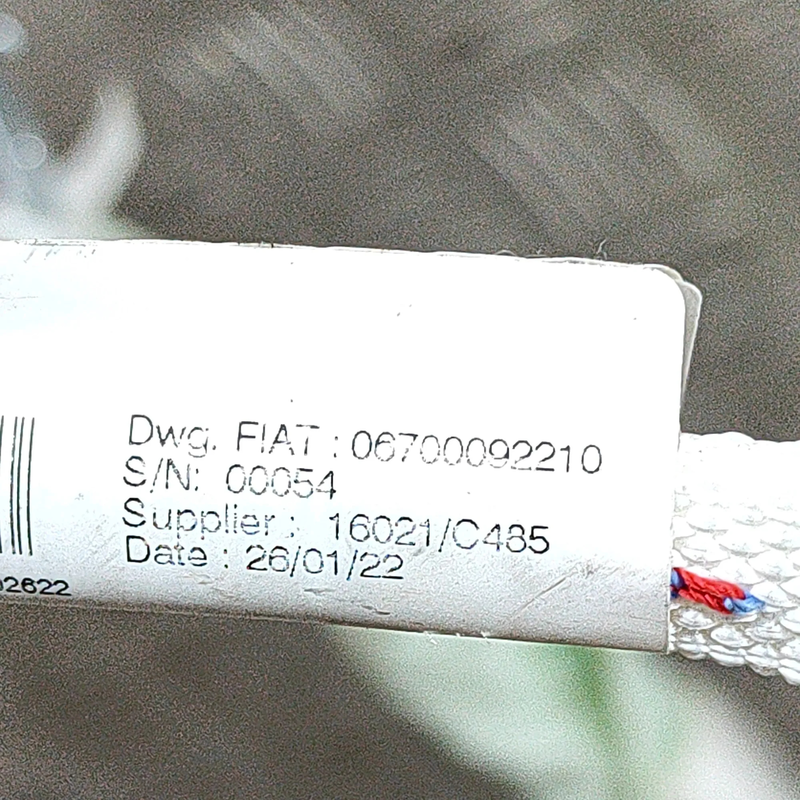 Dwg. FIAT : 06700092210
S/N: 00054
Supplier : 16021/C485
Date : 26/01/22
02622